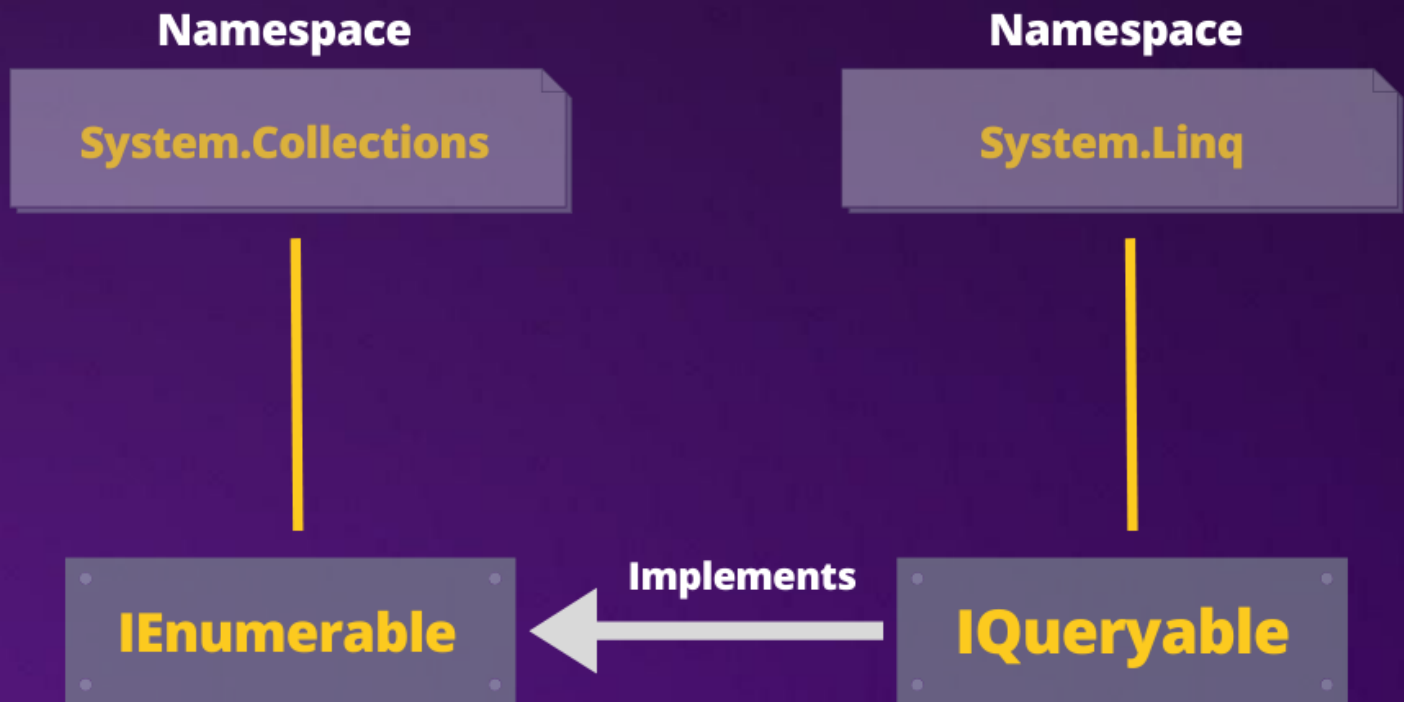 Namespace
Namespace
System.Collections
System.Linq
Implements
IEnumerable
IQueryable